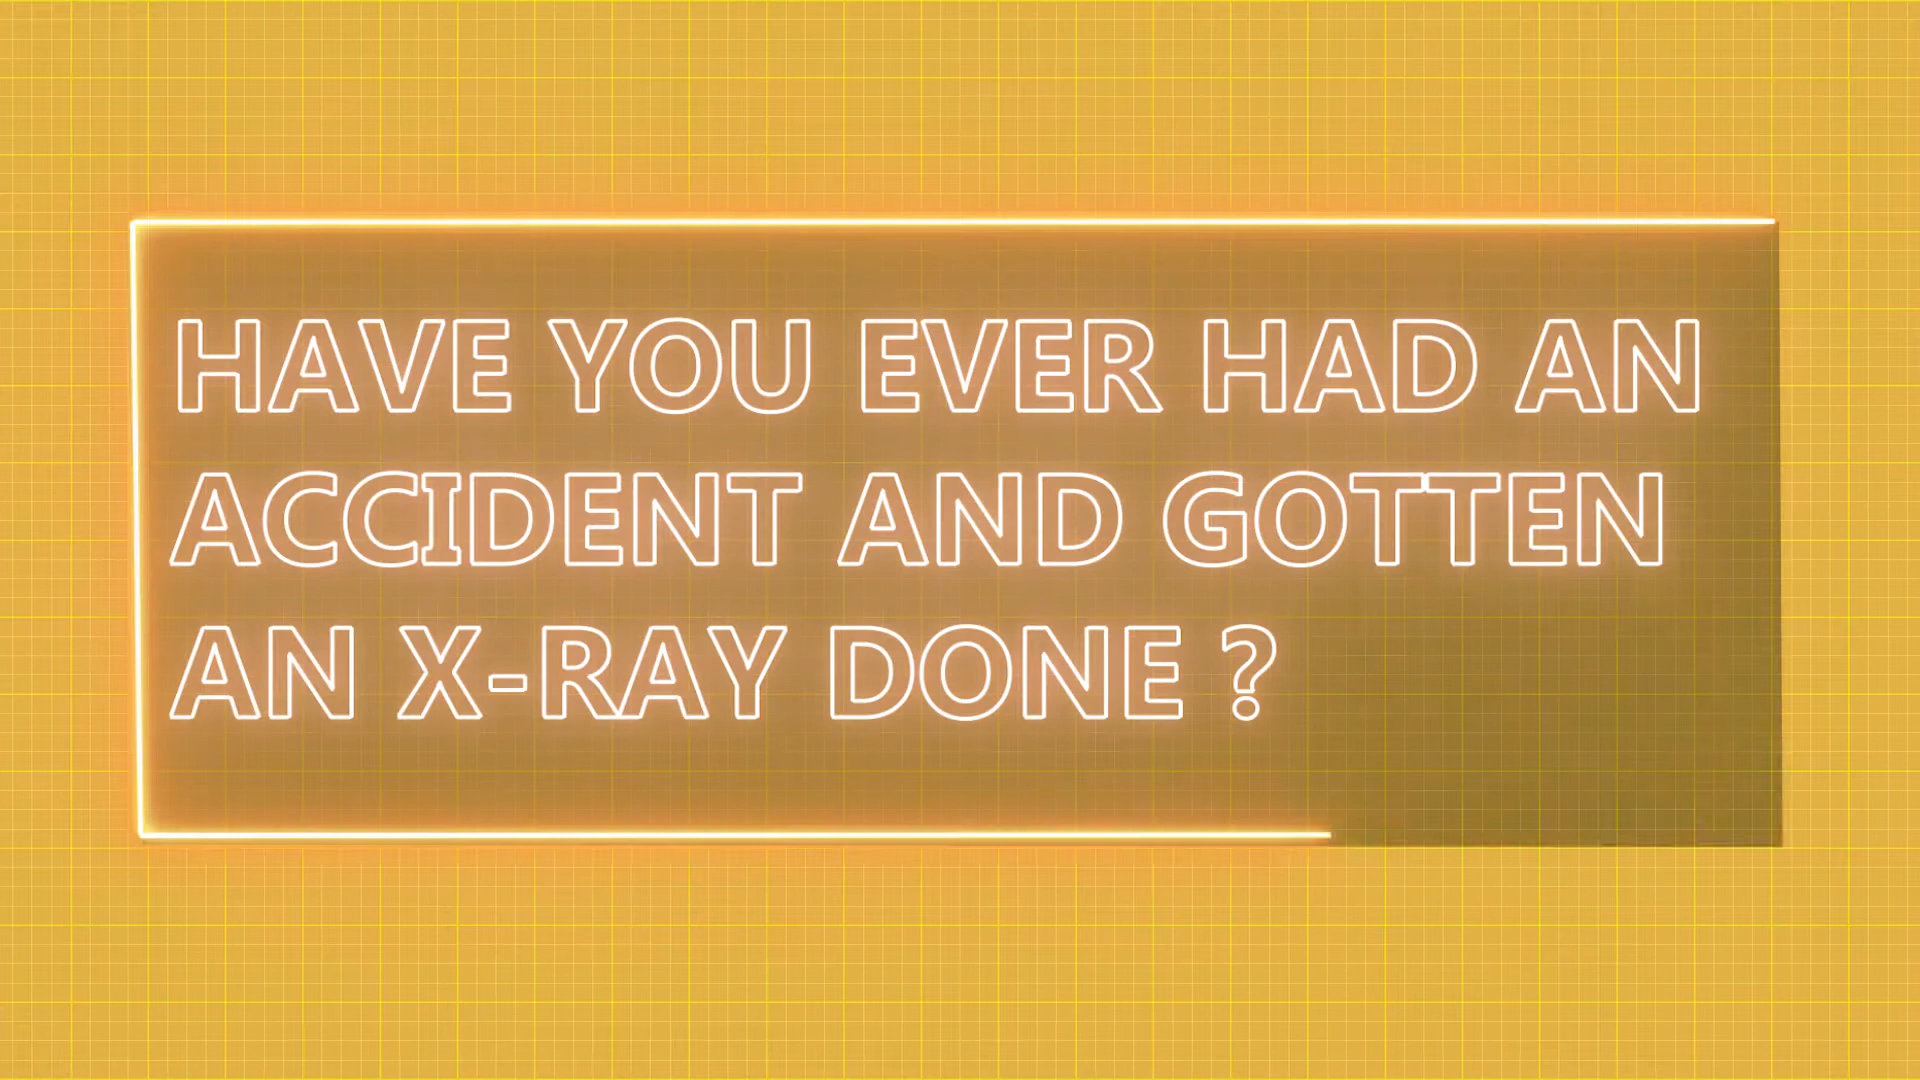 HAVE YOU EVER HAD AN
ACCIDENT AND GOTTEN
AN X-RAY DONE ?